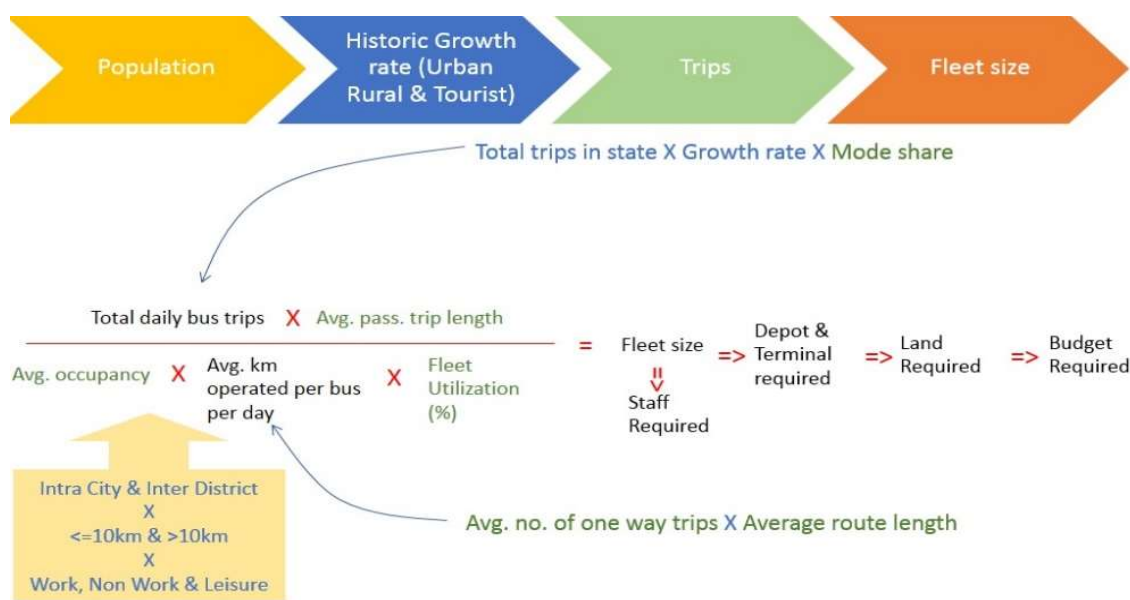 Population
Historic Growth
rate (Urban
Rural & Tourist)
Trips
Fleet size
Total trips in state X Growth rate X Mode share
Total daily bus trips X Avg. pass. trip length
Avg. occupancy X Avg. km
operated per bus
per day X Fleet
Utilization
(%)
= Fleet size => Depot &
Terminal
required => Land
Required => Budget
Required
=>
Staff
Required
Intra City & Inter District
X
<=10km & >10km
X
Work, Non Work & Leisure
Avg. no. of one way trips X Average route length